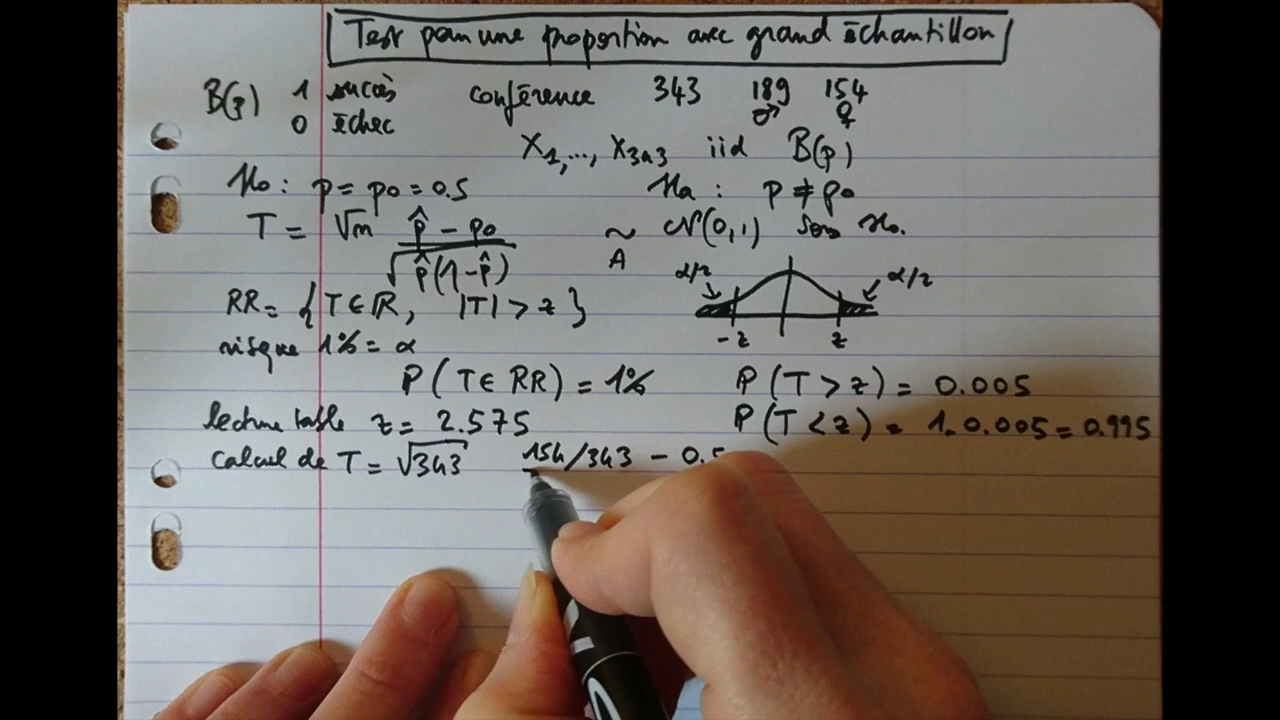 Test pour une proportion avec grand échantillon
B(p) 1 succès conférence 343 189 154
0 échec ♂ ♀
X1,..., X343 iid B(p)
H0 : p = p0 = 0.5 Ha : p ≠ p0
T = √n (p̂ - p0) / √p̂(1-p̂) ~ N(0,1) sous H0.
A
α/2 α/2
RR = { T ∈ ℝ, |T| > z }
-z z
risque 1% = α
P( T ∈ RR ) = 1% P( T > z ) = 0.005
lecture table z = 2.575 P( T < z ) = 1-0.005 = 0.995
calcul de T = √343 154/343 - 0.5